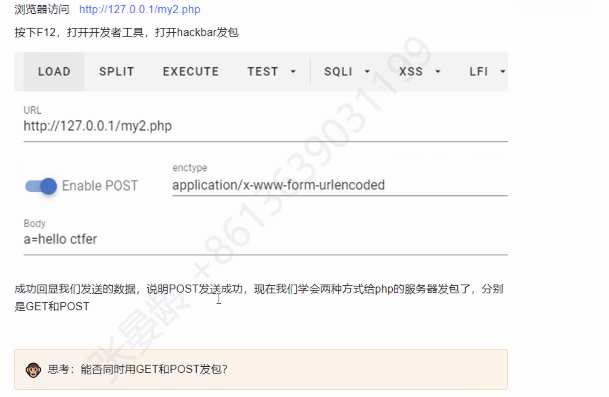 浏览器访问 http://127.0.0.1/my2.php
按下F12，打开开发者工具，打开hackbar发包
LOAD SPLIT EXECUTE TEST SQLI XSS LFI
URL
http://127.0.0.1/my2.php
Enable POST
enctype
application/x-www-form-urlencoded
Body
a=hello ctfer
成功回显我们发送的数据，说明POST发送成功，现在我们学会两种方式给php的服务器发包了，分别
是GET和POST
思考：能否同时用GET和POST发包？
张晏龄 +8613639031199